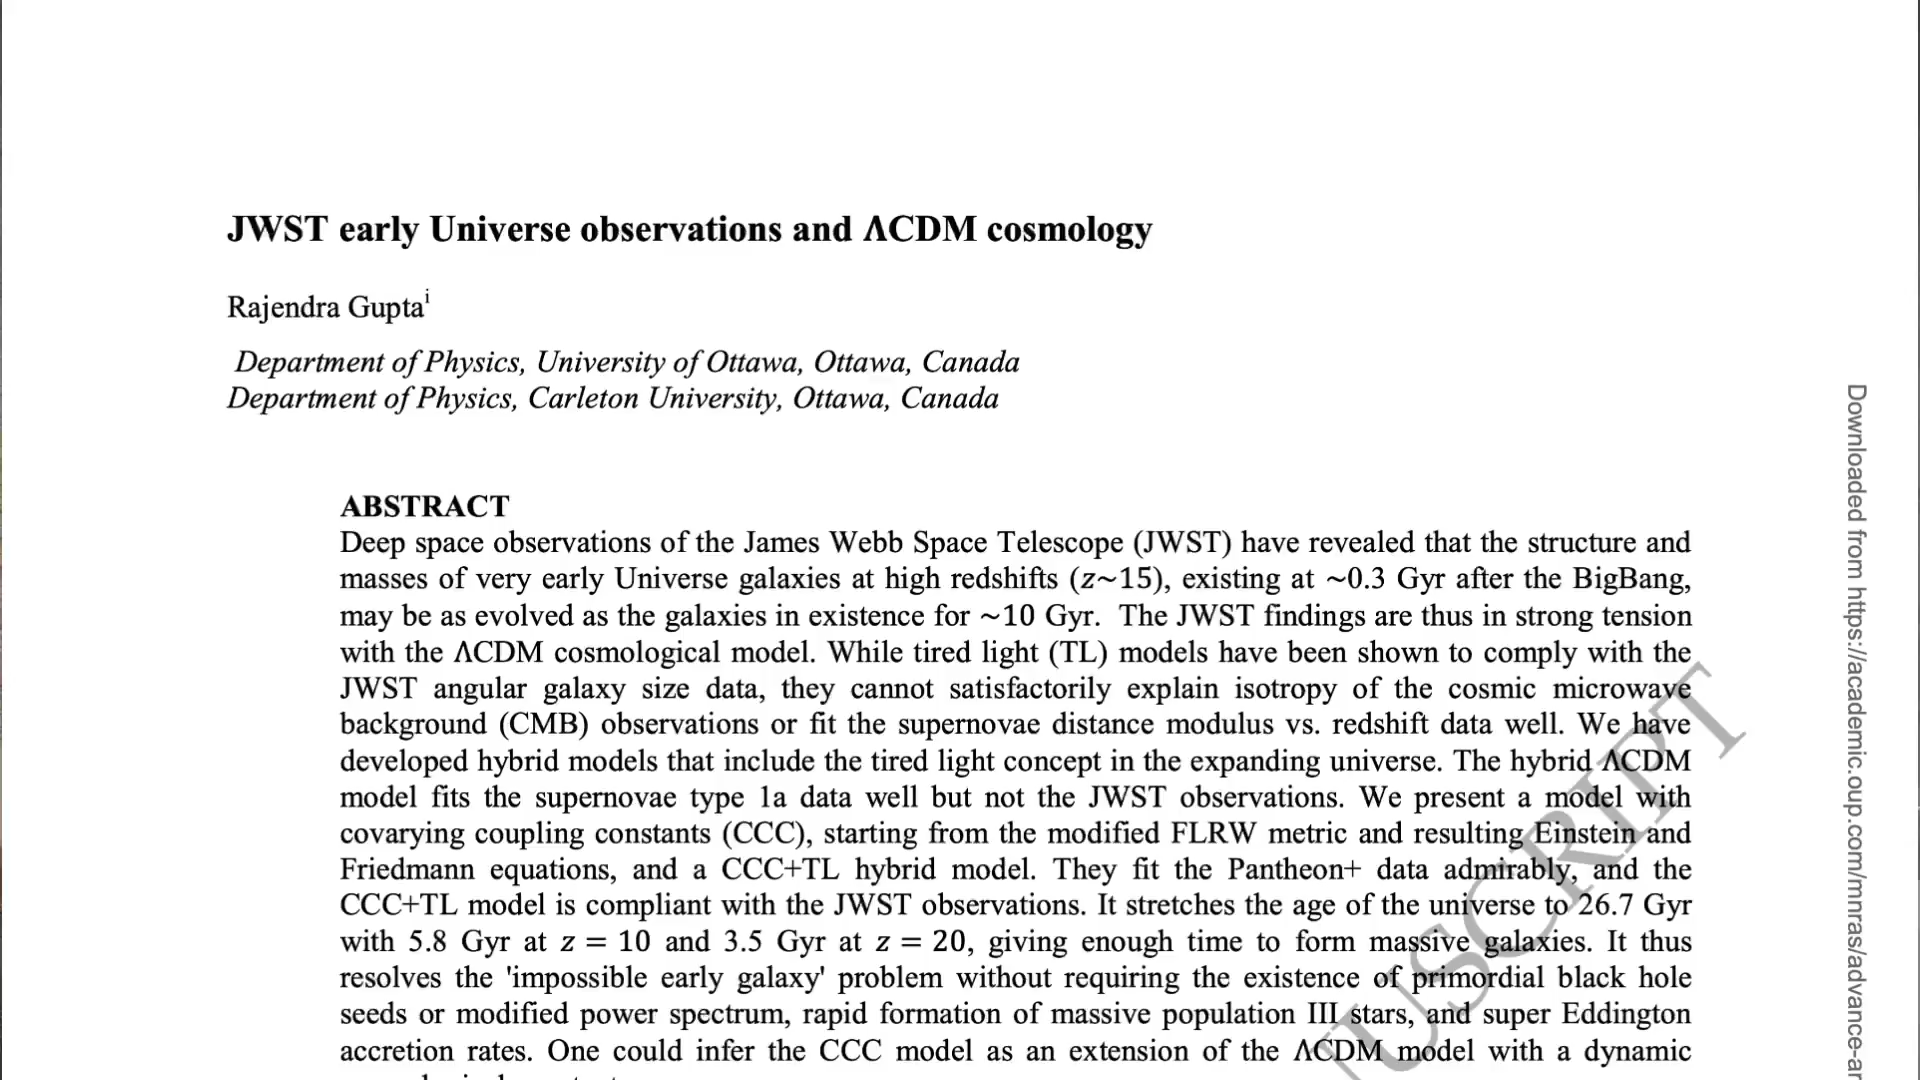 JWST early Universe observations and ΛCDM cosmology
Rajendra Guptaⁱ
Department of Physics, University of Ottawa, Ottawa, Canada
Department of Physics, Carleton University, Ottawa, Canada
ABSTRACT
Deep space observations of the James Webb Space Telescope (JWST) have revealed that the structure and
masses of very early Universe galaxies at high redshifts (z~15), existing at ~0.3 Gyr after the BigBang,
may be as evolved as the galaxies in existence for ~10 Gyr. The JWST findings are thus in strong tension
with the ΛCDM cosmological model. While tired light (TL) models have been shown to comply with the
JWST angular galaxy size data, they cannot satisfactorily explain isotropy of the cosmic microwave
background (CMB) observations or fit the supernovae distance modulus vs. redshift data well. We have
developed hybrid models that include the tired light concept in the expanding universe. The hybrid ΛCDM
model fits the supernovae type 1a data well but not the JWST observations. We present a model with
covarying coupling constants (CCC), starting from the modified FLRW metric and resulting Einstein and
Friedmann equations, and a CCC+TL hybrid model. They fit the Pantheon+ data admirably, and the
CCC+TL model is compliant with the JWST observations. It stretches the age of the universe to 26.7 Gyr
with 5.8 Gyr at z = 10 and 3.5 Gyr at z = 20, giving enough time to form massive galaxies. It thus
resolves the 'impossible early galaxy' problem without requiring the existence of primordial black hole
seeds or modified power spectrum, rapid formation of massive population III stars, and super Eddington
accretion rates. One could infer the CCC model as an extension of the ΛCDM model with a dynamic
USCRIPT
Downloaded from https://academic.oup.com/mnras/advance-ar